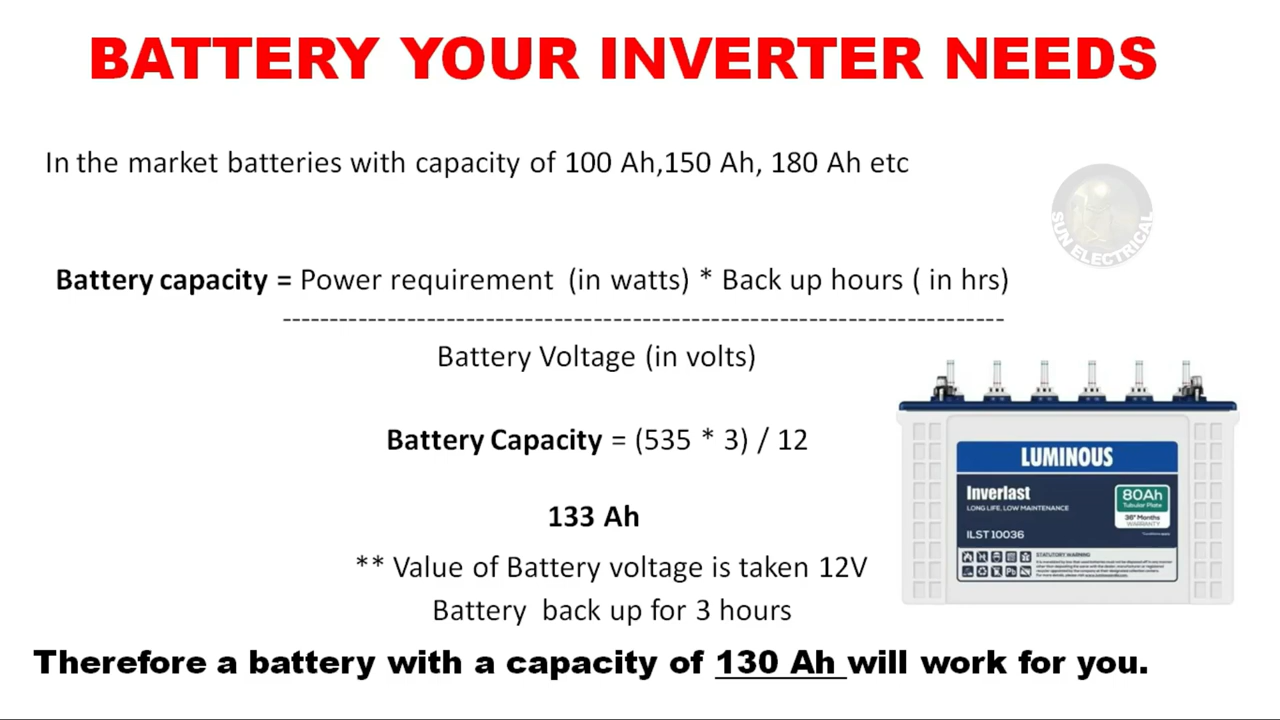 BATTERY YOUR INVERTER NEEDS
In the market batteries with capacity of 100 Ah,150 Ah, 180 Ah etc
SUN ELECTRICAL
Battery capacity = Power requirement (in watts) * Back up hours ( in hrs)
--------------------------------------------------------------------------
Battery Voltage (in volts)
Battery Capacity = (535 * 3) / 12
LUMINOUS
Inverlast
LONG LIFE, LOW MAINTENANCE
80Ah
Tubular Plate
36* Months
WARRANTY
ILST 10036
STATUTORY WARNING
133 Ah
** Value of Battery voltage is taken 12V
Battery back up for 3 hours
Therefore a battery with a capacity of 130 Ah will work for you.